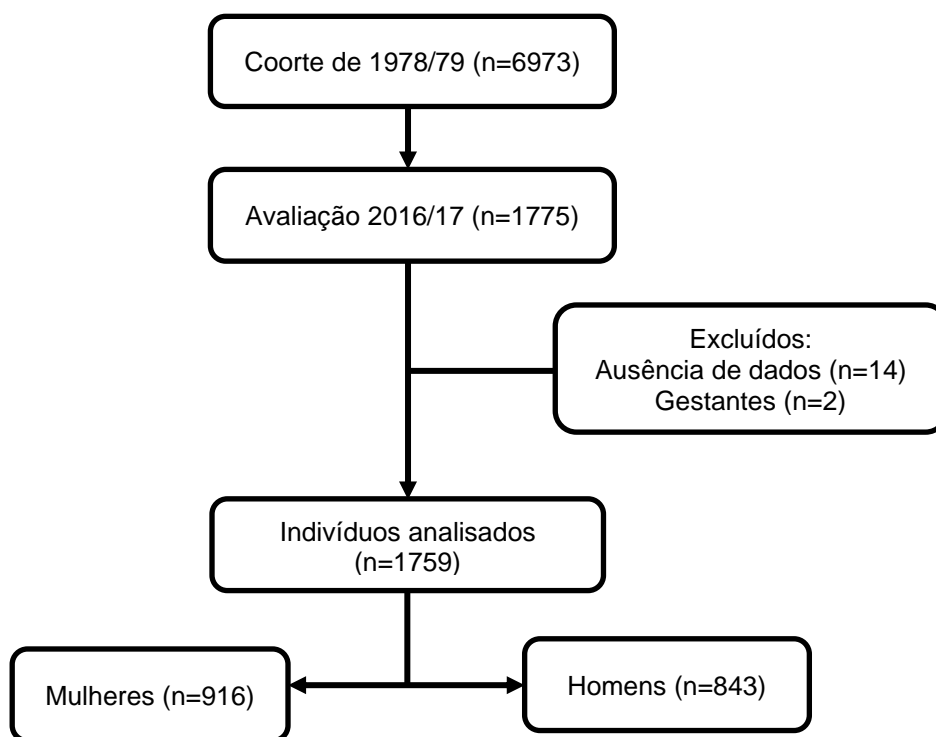 Coorte de 1978/79 (n=6973)
Avaliação 2016/17 (n=1775)
Excluídos:
Ausência de dados (n=14)
Gestantes (n=2)
Indivíduos analisados
(n=1759)
Mulheres (n=916)
Homens (n=843)